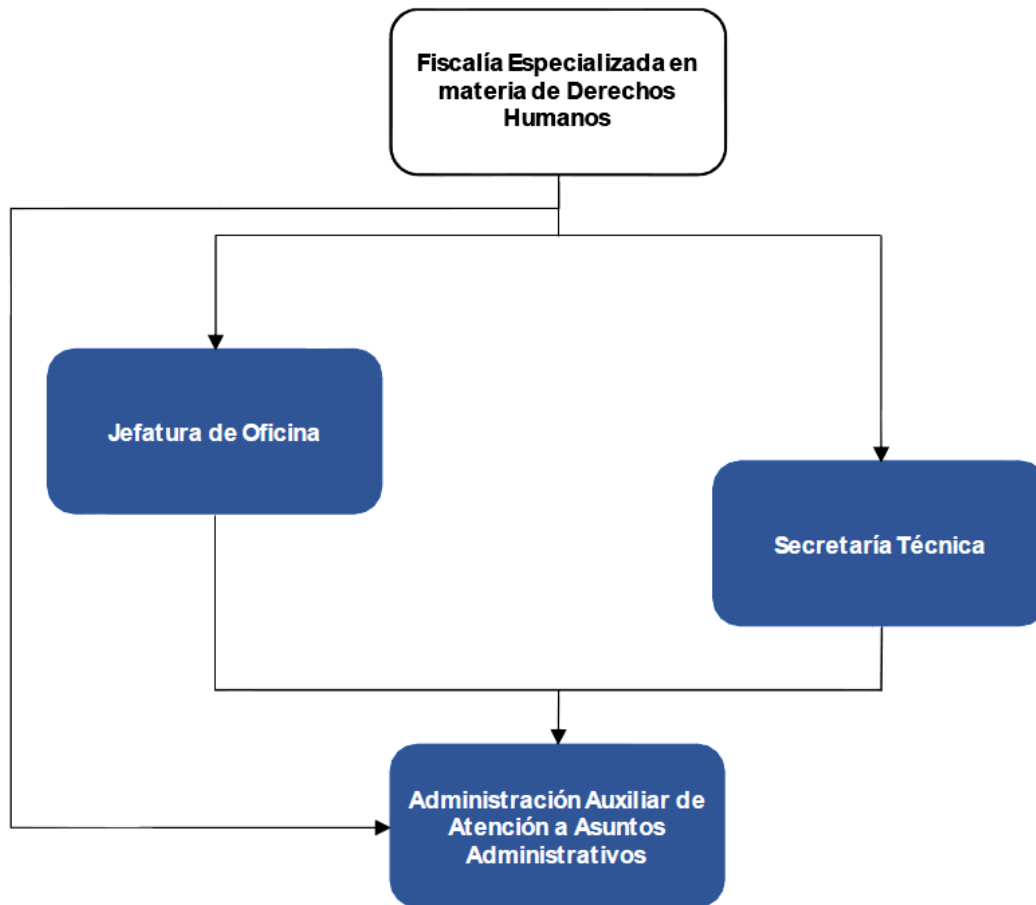 Fiscalía Especializada en
materia de Derechos
Humanos
Jefatura de Oficina
Secretaría Técnica
Administración Auxiliar de
Atención a Asuntos
Administrativos